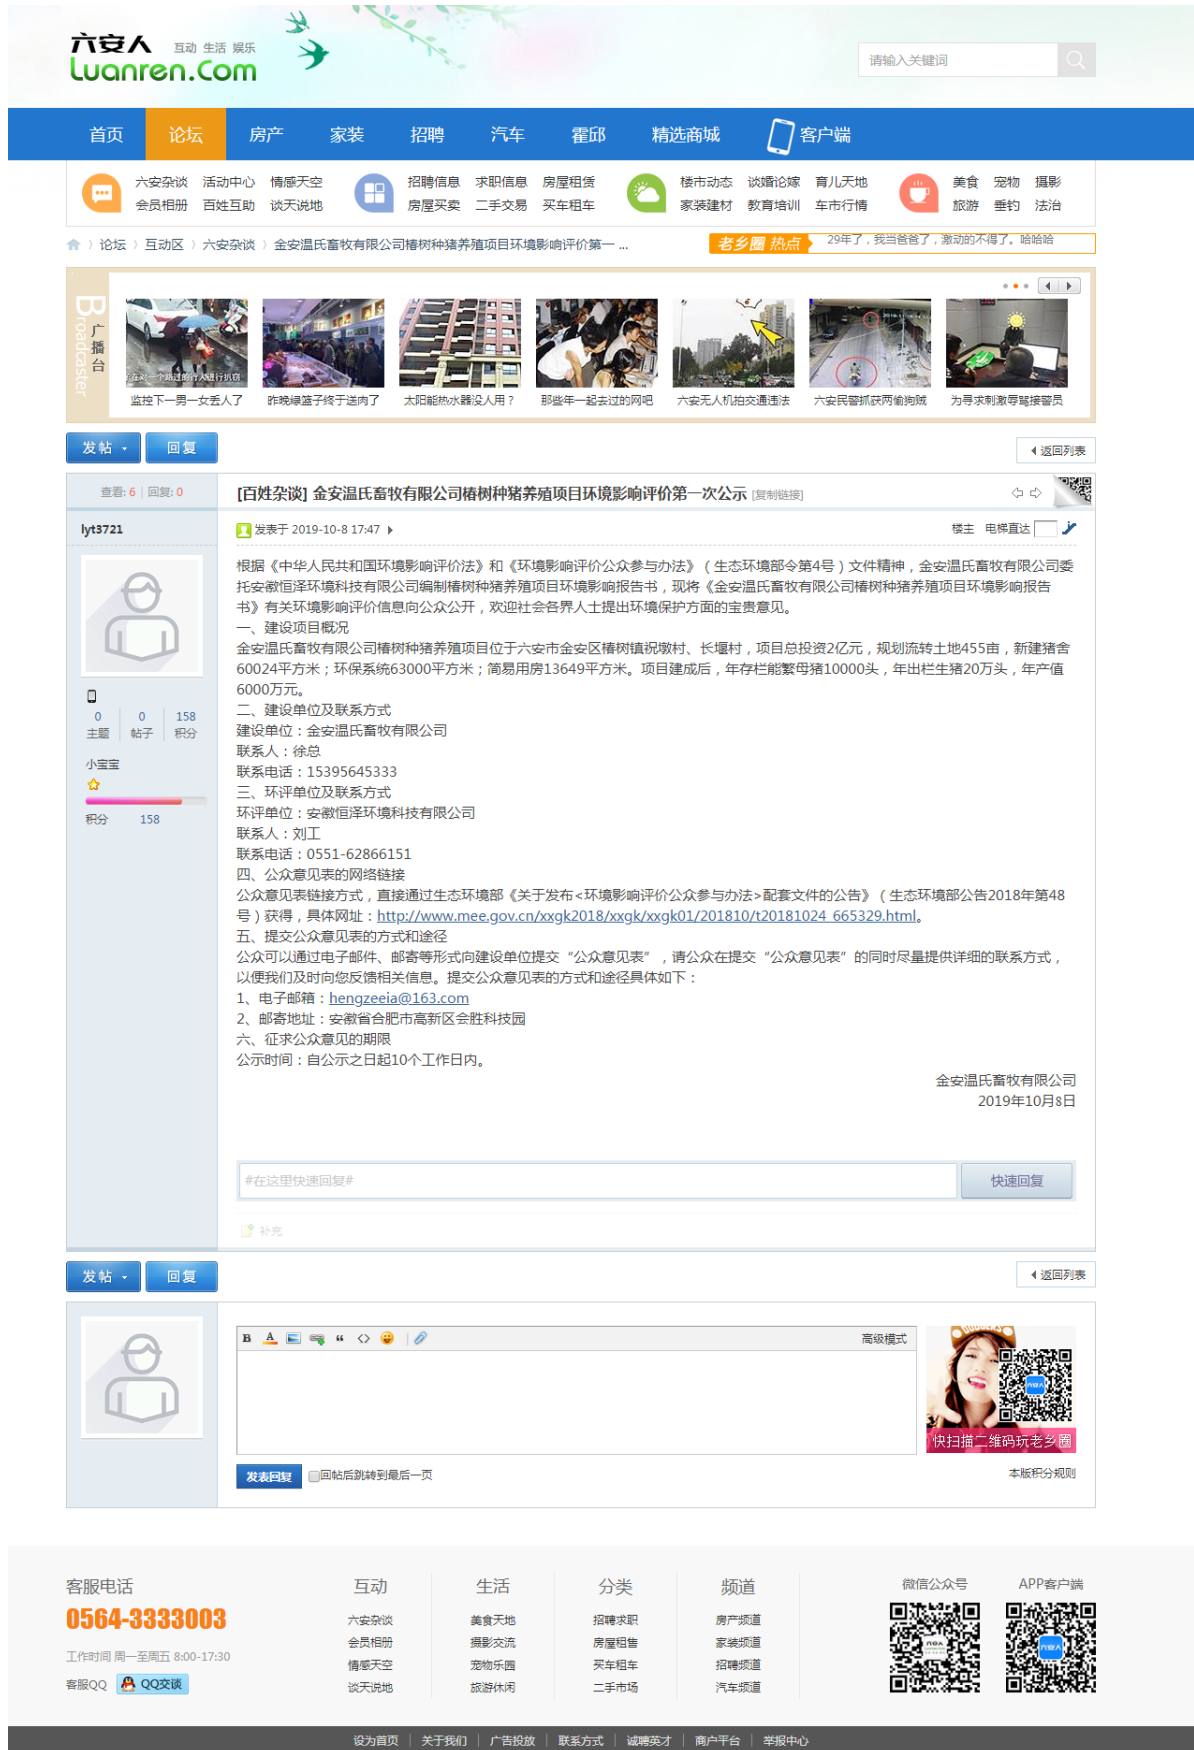 六安人 互动 生活 娱乐
Luanren.Com
请输入关键词
首页 论坛 房产 家装 招聘 汽车 霍邱 精选商城 客户端
六安杂谈 活动中心 情感天空 招聘信息 求职信息 房屋租赁 楼市动态 谈婚论嫁 育儿天地 美食 宠物 摄影
会员相册 百姓互助 谈天说地 房屋买卖 二手交易 买车租车 家装建材 教育培训 车市行情 旅游 垂钓 法治
论坛 互动区 六安杂谈 金安温氏畜牧有限公司椿树种猪养殖项目环境影响评价第一 ...
老乡圈 热点 29年了，我当爸爸了，激动的不得了。哈哈哈
Broadcaster 广播台
监控下一男一女丢人了 昨晚绿篮子终于送肉了 太阳能热水器没人用？ 那些年一起去过的网吧 六安无人机拍交通违法 六安民警抓获两偷狗贼 为寻求刺激辱骂接警员
发帖 回复 返回列表
查看: 6 | 回复: 0
[百姓杂谈] 金安温氏畜牧有限公司椿树种猪养殖项目环境影响评价第一次公示 [复制链接]
lyt3721
发表于 2019-10-8 17:47 楼主 电梯直达
0 0 158
主题 帖子 积分
小宝宝
积分 158
根据《中华人民共和国环境影响评价法》和《环境影响评价公众参与办法》（生态环境部令第4号）文件精神，金安温氏畜牧有限公司委
托安徽恒泽环境科技有限公司编制椿树种猪养殖项目环境影响报告书，现将《金安温氏畜牧有限公司椿树种猪养殖项目环境影响报告
书》有关环境影响评价信息向公众公开，欢迎社会各界人士提出环境保护方面的宝贵意见。
一、建设项目概况
金安温氏畜牧有限公司椿树种猪养殖项目位于六安市金安区椿树镇祝墩村、长堰村，项目总投资2亿元，规划流转土地455亩，新建猪舍
60024平方米；环保系统63000平方米；简易用房13649平方米。项目建成后，年存栏能繁母猪10000头，年出栏生猪20万头，年产值
6000万元。
二、建设单位及联系方式
建设单位：金安温氏畜牧有限公司
联系人：徐总
联系电话：15395645333
三、环评单位及联系方式
环评单位：安徽恒泽环境科技有限公司
联系人：刘工
联系电话：0551-62866151
四、公众意见表的网络链接
公众意见表链接方式，直接通过生态环境部《关于发布<环境影响评价公众参与办法>配套文件的公告》（生态环境部公告2018年第48
号）获得，具体网址：http://www.mee.gov.cn/xxgk2018/xxgk/xxgk01/201810/t20181024_665329.html。
五、提交公众意见表的方式和途径
公众可以通过电子邮件、邮寄等形式向建设单位提交“公众意见表”，请公众在提交“公众意见表”的同时尽量提供详细的联系方式，
以便我们及时向您反馈相关信息。提交公众意见表的方式和途径具体如下：
1、电子邮箱：hengzeeia@163.com
2、邮寄地址：安徽省合肥市高新区会胜科技园
六、征求公众意见的期限
公示时间：自公示之日起10个工作日内。
金安温氏畜牧有限公司
2019年10月8日
#在这里快速回复# 快速回复
补充
发帖 回复 返回列表
B A 高级模式
快扫描二维码玩老乡圈
发表回复 回帖后跳转到最后一页 本版积分规则
客服电话 互动 生活 分类 频道 微信公众号 APP客户端
0564-3333003
六安杂谈 美食天地 招聘求职 房产频道
会员相册 摄影交流 房屋租售 家装频道
工作时间 周一至周五 8:00-17:30
情感天空 宠物乐园 买车租车 招聘频道
客服QQ QQ交谈
谈天说地 旅游休闲 二手市场 汽车频道
设为首页 | 关于我们 | 广告投放 | 联系方式 | 诚聘英才 | 商户平台 | 举报中心